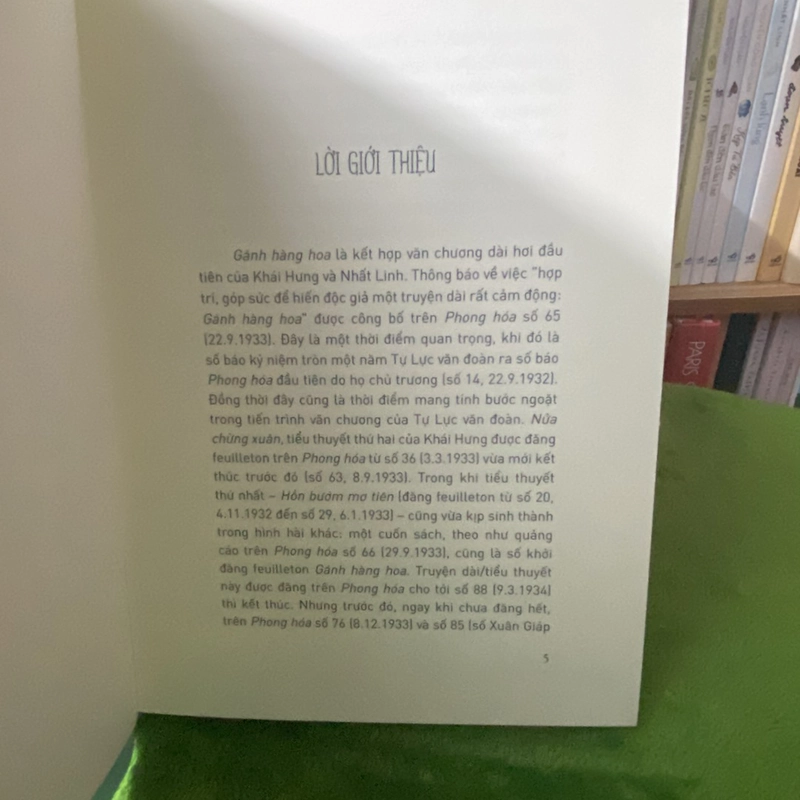 LỜI GIỚI THIỆU
Gánh hàng hoa là kết hợp văn chương dài hơi đầu
tiên của Khái Hưng và Nhất Linh. Thông báo về việc "hợp
trí, góp sức để hiến độc giả một truyện dài rất cảm động:
Gánh hàng hoa" được công bố trên Phong hóa số 65
(22.9.1933). Đây là một thời điểm quan trọng, khi đó là
số báo kỷ niệm tròn một năm Tự Lực văn đoàn ra số báo
Phong hóa đầu tiên do họ chủ trương (số 14, 22.9.1932).
Đồng thời đây cũng là thời điểm mang tính bước ngoặt
trong tiến trình văn chương của Tự Lực văn đoàn. Nửa
chừng xuân, tiểu thuyết thứ hai của Khái Hưng được đăng
feuilleton trên Phong hóa từ số 36 (3.3.1933) vừa mới kết
thúc trước đó (số 63, 8.9.1933). Trong khi tiểu thuyết
thứ nhất – Hồn bướm mơ tiên (đăng feuilleton từ số 20,
4.11.1932 đến số 29, 6.1.1933) – cũng vừa kịp sinh thành
trong hình hài khác: một cuốn sách, theo như quảng
cáo trên Phong hóa số 66 (29.9.1933), cũng là số khởi
đăng feuilleton Gánh hàng hoa. Truyện dài/tiểu thuyết
này được đăng trên Phong hóa cho tới số 88 (9.3.1934)
thì kết thúc. Nhưng trước đó, ngay khi chưa đăng hết,
trên Phong hóa số 76 (8.12.1933) và số 85 (số Xuân Giáp
5
PARIS